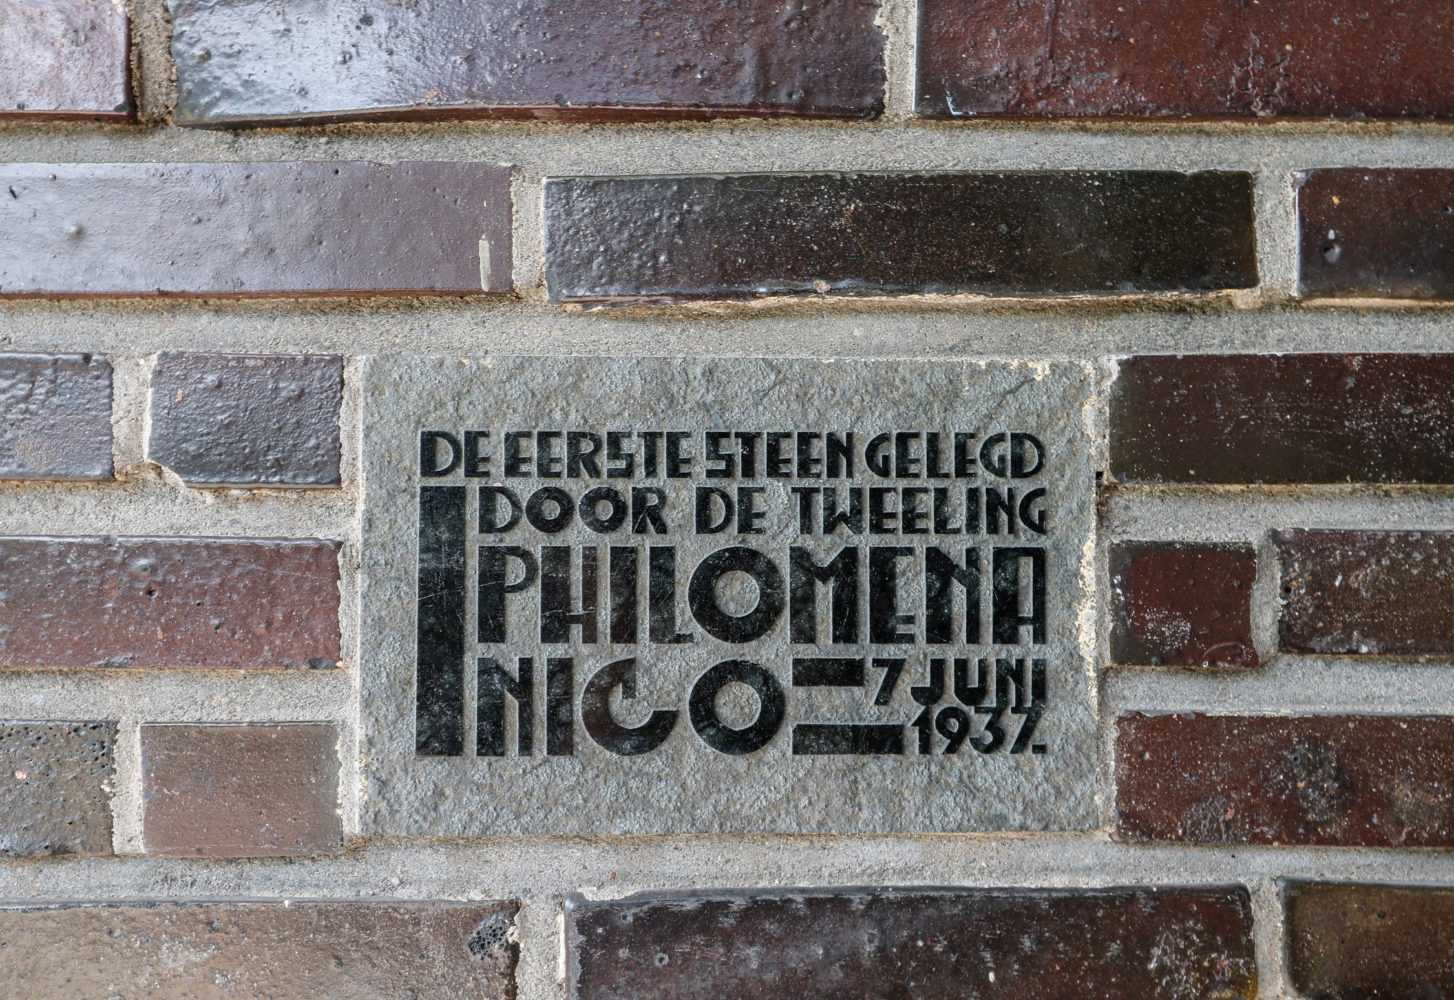 DE EERSTE STEEN GELEGD
DOOR DE TWEELING
PHILOMENA
NICO = 7 JUNI
1937.